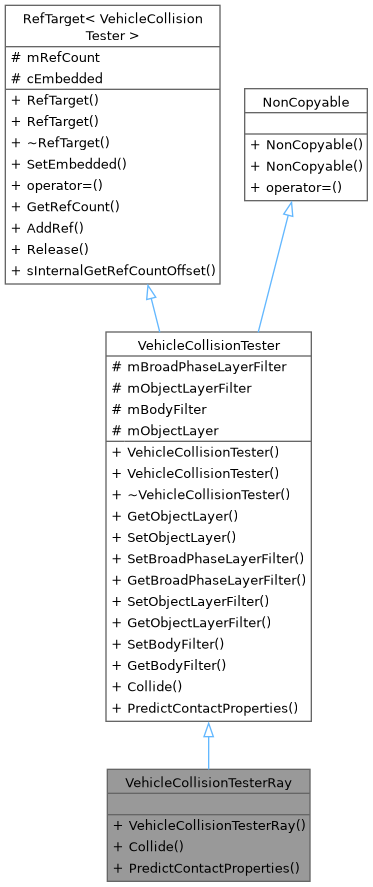 RefTarget< VehicleCollision
Tester >
# mRefCount
# cEmbedded
+ RefTarget()
+ RefTarget()
+ ~RefTarget()
+ SetEmbedded()
+ operator=()
+ GetRefCount()
+ AddRef()
+ Release()
+ sInternalGetRefCountOffset()
NonCopyable
+ NonCopyable()
+ NonCopyable()
+ operator=()
VehicleCollisionTester
# mBroadPhaseLayerFilter
# mObjectLayerFilter
# mBodyFilter
# mObjectLayer
+ VehicleCollisionTester()
+ VehicleCollisionTester()
+ ~VehicleCollisionTester()
+ GetObjectLayer()
+ SetObjectLayer()
+ SetBroadPhaseLayerFilter()
+ GetBroadPhaseLayerFilter()
+ SetObjectLayerFilter()
+ GetObjectLayerFilter()
+ SetBodyFilter()
+ GetBodyFilter()
+ Collide()
+ PredictContactProperties()
VehicleCollisionTesterRay
+ VehicleCollisionTesterRay()
+ Collide()
+ PredictContactProperties()